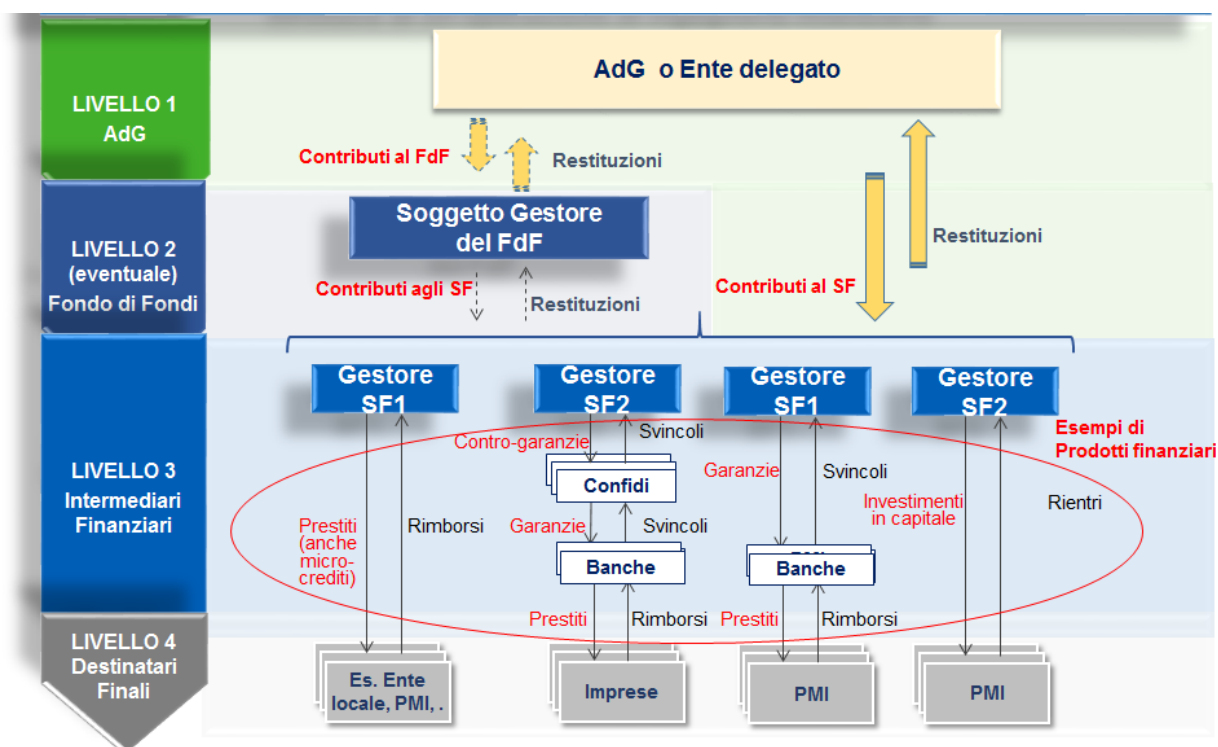 LIVELLO 1
AdG
AdG o Ente delegato
Contributi al FdF
Restituzioni
LIVELLO 2
(eventuale)
Fondo di Fondi
Soggetto Gestore
del FdF
Restituzioni
Contributi agli SF
Restituzioni
Contributi al SF
LIVELLO 3
Intermediari
Finanziari
Gestore
SF1
Gestore
SF2
Gestore
SF1
Gestore
SF2
Esempi di
Prodotti finanziari
Contro-garanzie
Svincoli
Confidi
Garanzie
Svincoli
Banche
Prestiti
(anche
micro-
crediti)
Rimborsi
Garanzie
Svincoli
Banche
Investimenti
in capitale
Rientri
Prestiti
Rimborsi
Prestiti
Rimborsi
LIVELLO 4
Destinatari
Finali
Es. Ente
locale, PMI, .
Imprese
PMI
PMI